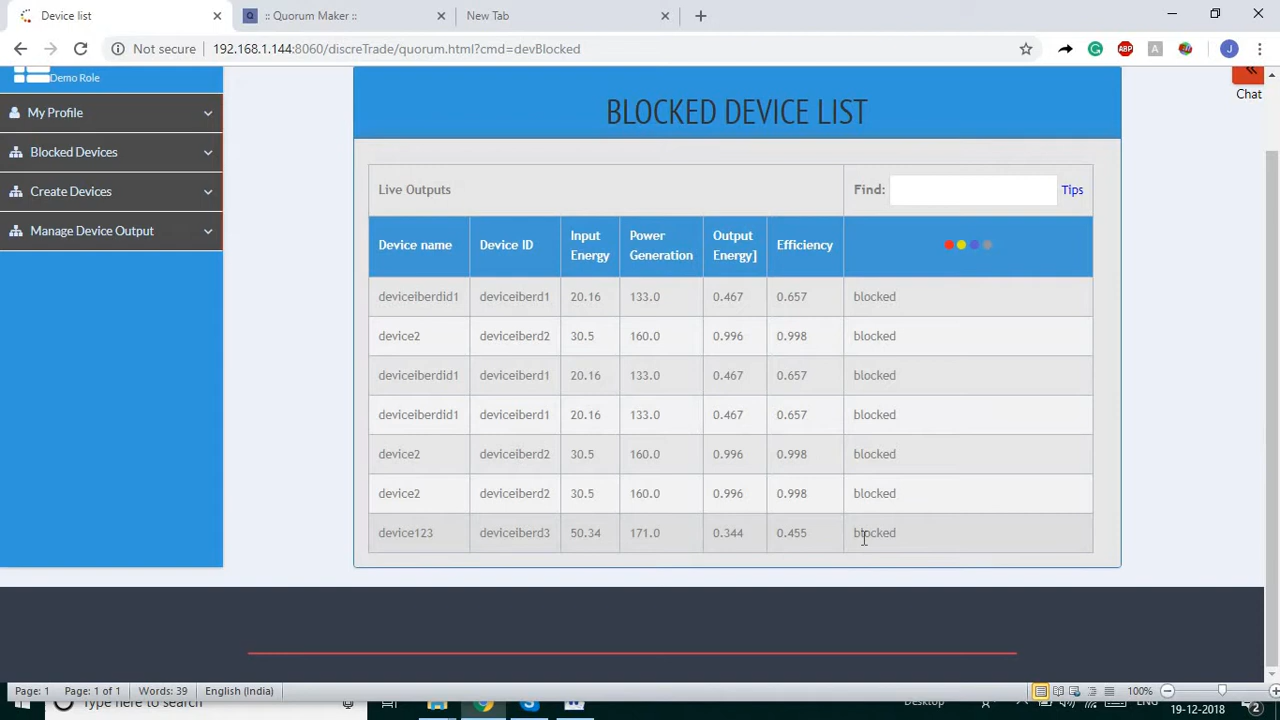 Device list
:: Quorum Maker ::
New Tab
Not secure 192.168.1.144:8060/discreTrade/quorum.html?cmd=devBlocked
ABP
A
J
Demo Role
My Profile
Blocked Devices
Create Devices
Manage Device Output
Chat
BLOCKED DEVICE LIST
Live Outputs Find: Tips
Device name Device ID Input Energy Power Generation Output Energy] Efficiency
deviceiberdid1 deviceiberd1 20.16 133.0 0.467 0.657 blocked
device2 deviceiberd2 30.5 160.0 0.996 0.998 blocked
deviceiberdid1 deviceiberd1 20.16 133.0 0.467 0.657 blocked
deviceiberdid1 deviceiberd1 20.16 133.0 0.467 0.657 blocked
device2 deviceiberd2 30.5 160.0 0.996 0.998 blocked
device2 deviceiberd2 30.5 160.0 0.996 0.998 blocked
device123 deviceiberd3 50.34 171.0 0.344 0.455 blocked
Page: 1 Page: 1 of 1 Words: 39 English (India) 100%
Type here to search Desktop ENG 19-12-2018 2